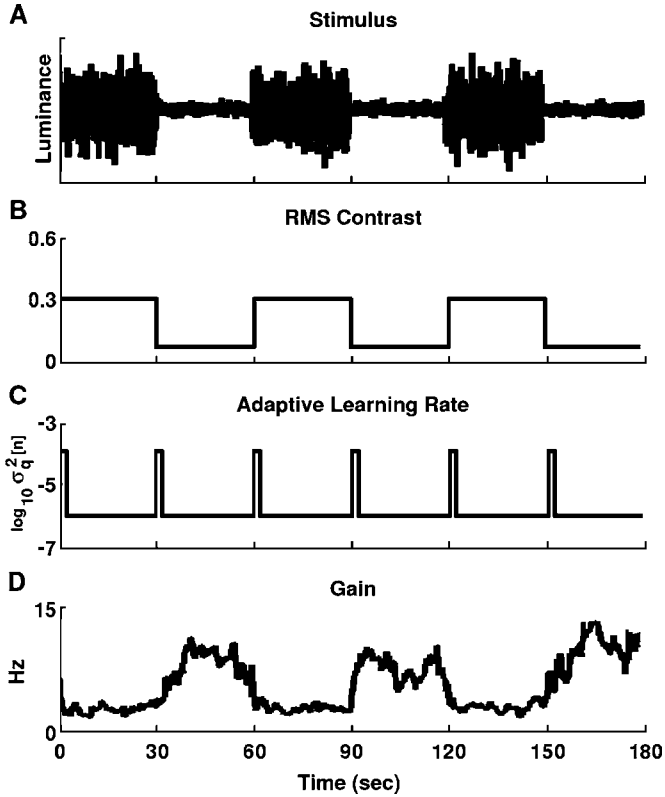 A
Stimulus
Luminance
B
RMS Contrast
0.6
0.3
0
C
Adaptive Learning Rate
log10 σ²q[n]
-3
-5
-7
D
Gain
Hz
15
0
0 30 60 90 120 150 180
Time (sec)